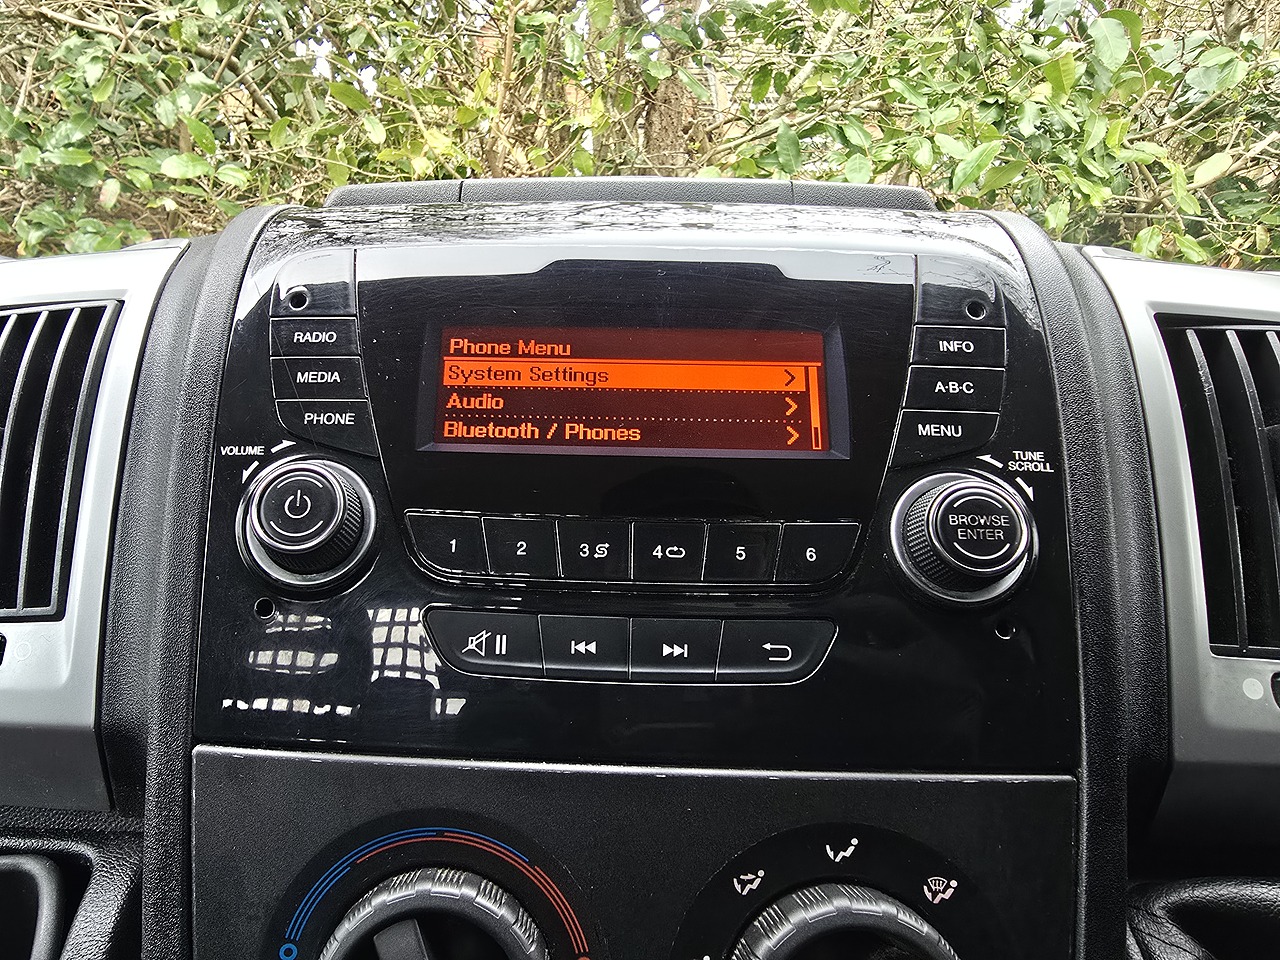 RADIO
MEDIA
PHONE
VOLUME
Phone Menu
System Settings
Audio
Bluetooth / Phones
INFO
A·B·C
MENU
TUNE
SCROLL
BROWSE
ENTER
1
2
3
4
5
6